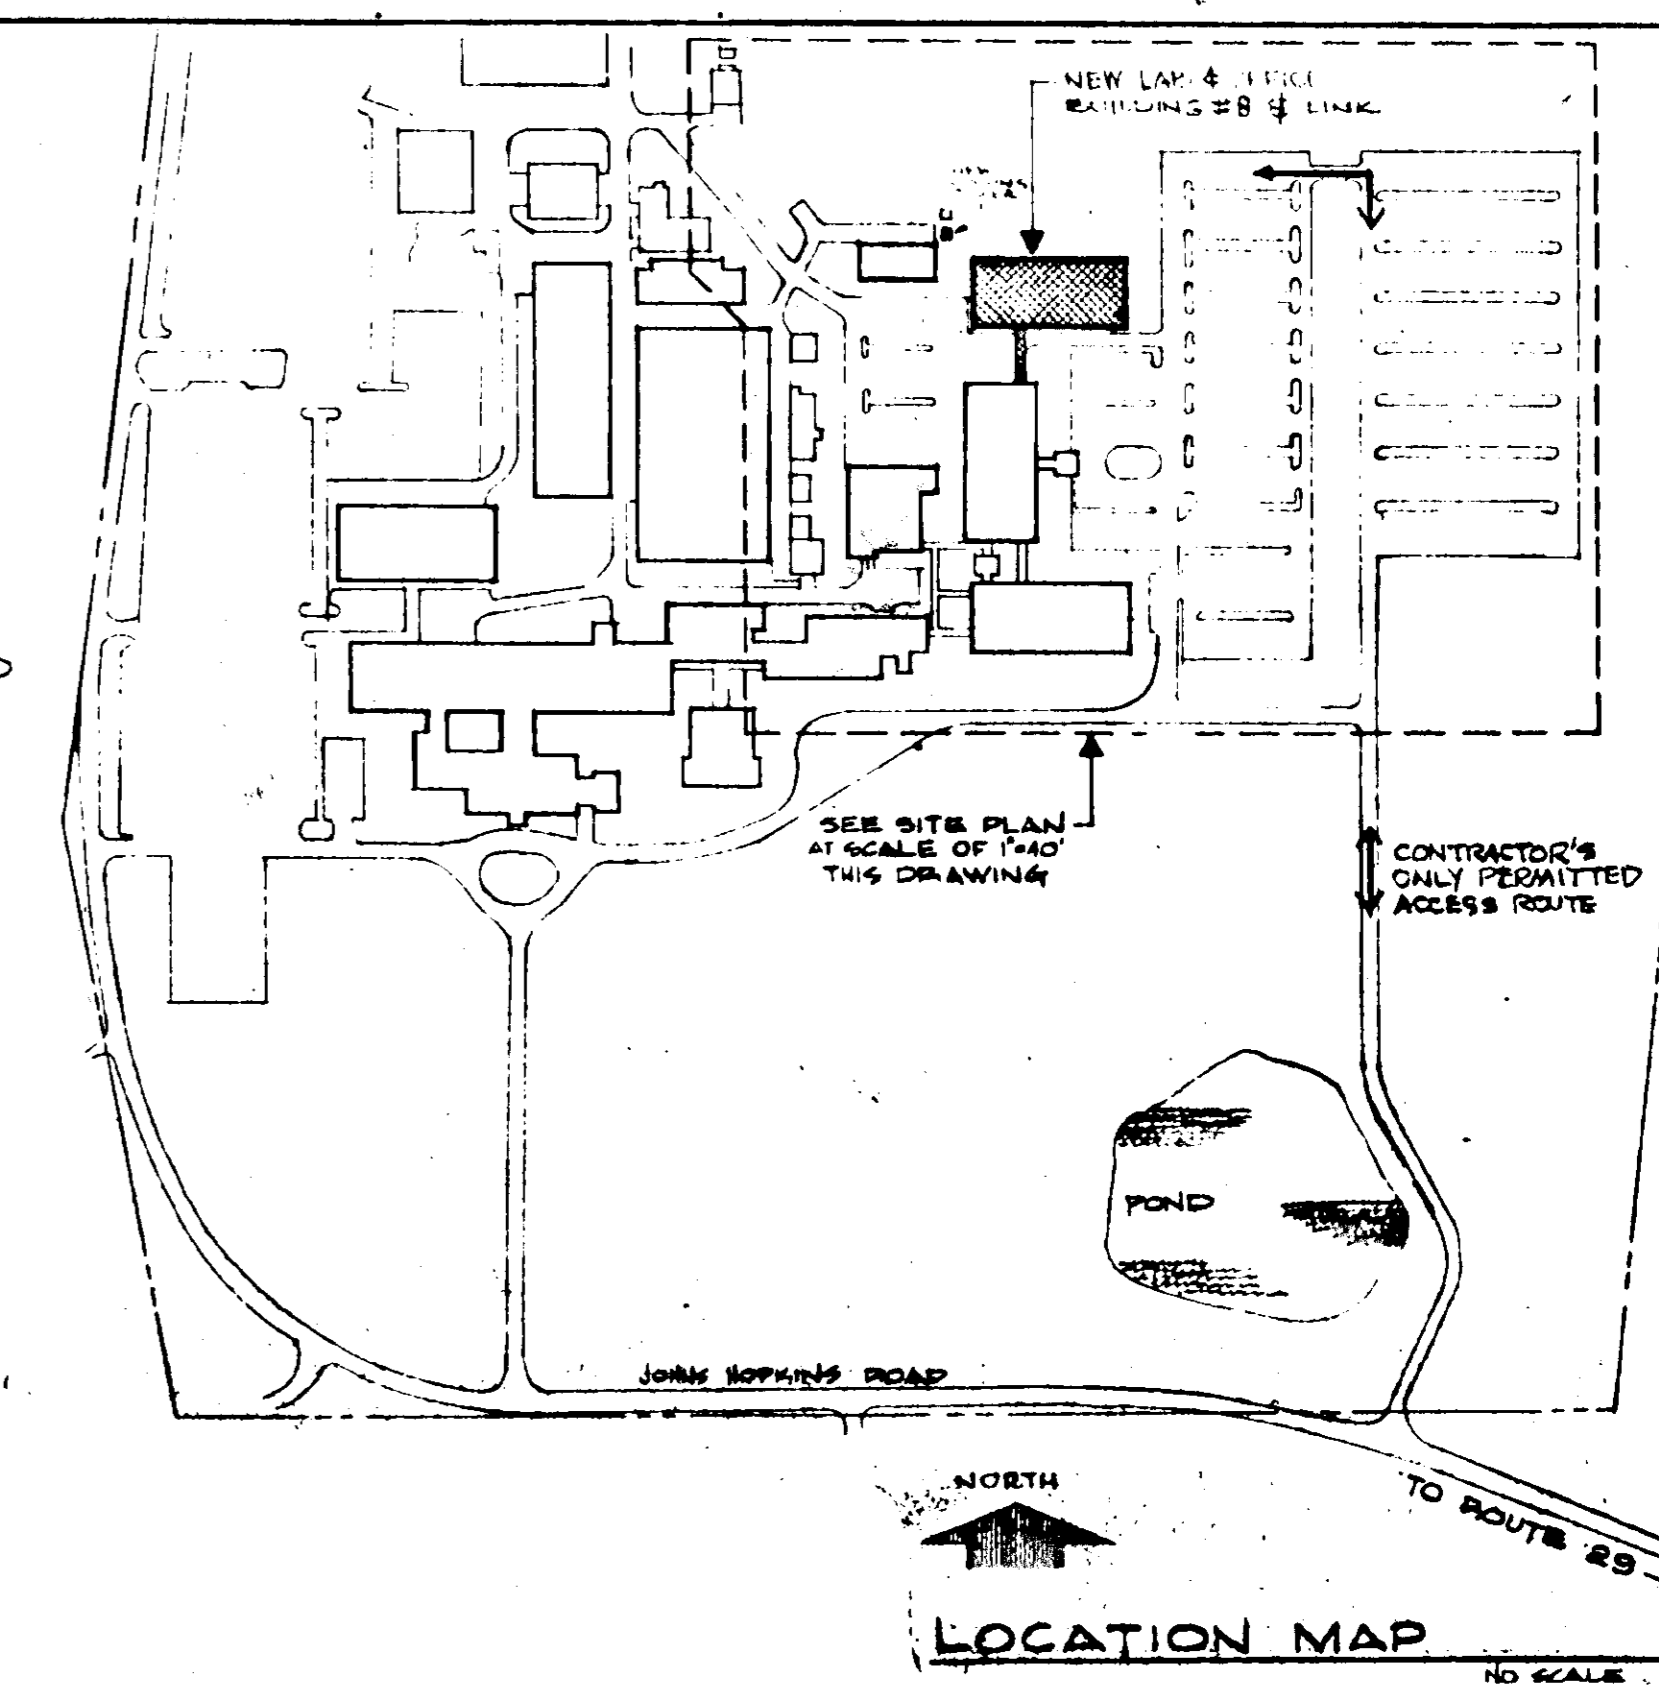 NEW LAB & OFFICE
BUILDING #8 & LINK
SEE SITE PLAN
AT SCALE OF 1"=40'
THIS DRAWING
CONTRACTOR'S
ONLY PERMITTED
ACCESS ROUTE
POND
JOHNS HOPKINS ROAD
NORTH
TO ROUTE 29
LOCATION MAP
NO SCALE